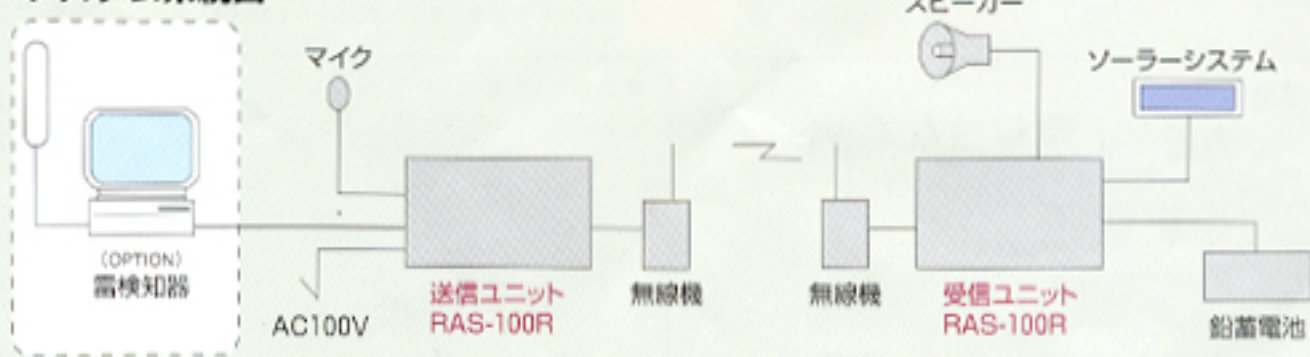 スピーカー
マイク
ソーラーシステム
(OPTION)
雷検知器
AC100V
送信ユニット
RAS-100R
無線機
無線機
受信ユニット
RAS-100R
鉛蓄電池